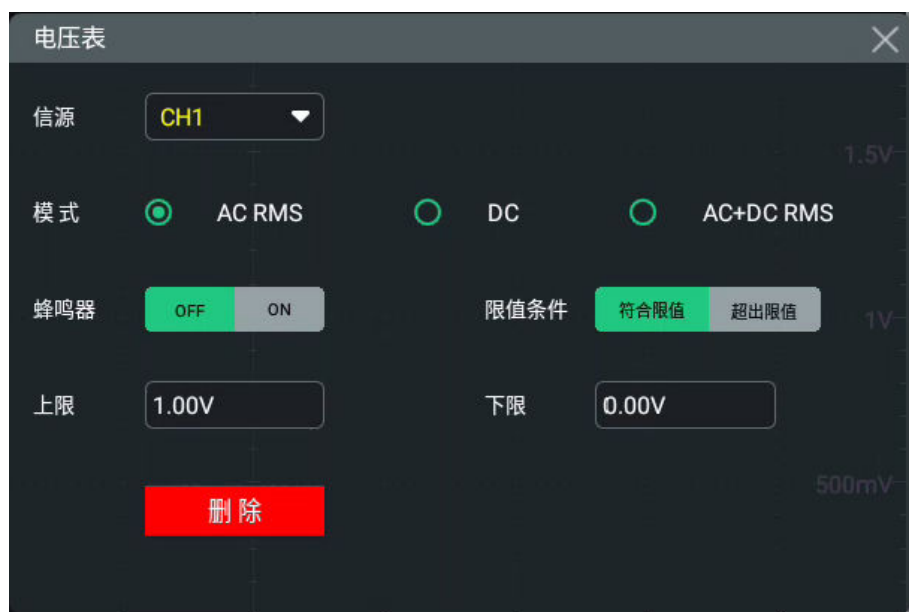 电压表
信源 CH1
1.5V
模式 AC RMS DC AC+DC RMS
蜂鸣器 OFF ON 限值条件 符合限值 超出限值
1V
上限 1.00V 下限 0.00V
500mV
删除